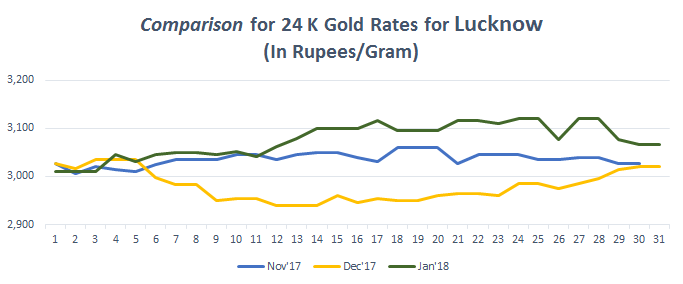 Comparison for 24 K Gold Rates for Lucknow
(In Rupees/Gram)
3,200
3,100
3,000
2,900
1 2 3 4 5 6 7 8 9 10 11 12 13 14 15 16 17 18 19 20 21 22 23 24 25 26 27 28 29 30 31
Nov'17 Dec'17 Jan'18